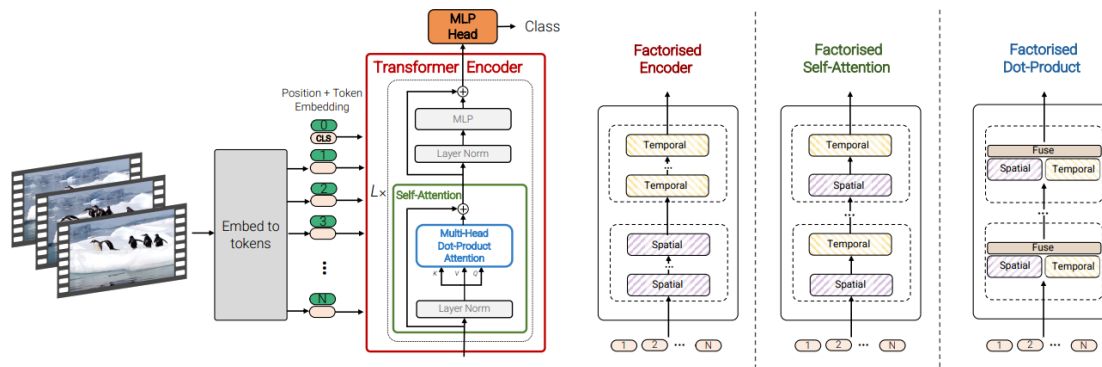 MLP
Head
Class
Transformer Encoder
Position + Token
Embedding
0
CLS
1
2
3
⋮
N
Embed to
tokens
L×
MLP
Layer Norm
Self-Attention
Multi-Head
Dot-Product
Attention
K V Q
Layer Norm
Factorised
Encoder
Temporal
...
Temporal
Spatial
...
Spatial
1 2 ... N
Factorised
Self-Attention
Temporal
Spatial
...
Temporal
Spatial
1 2 ... N
Factorised
Dot-Product
Fuse
Spatial Temporal
...
Fuse
Spatial Temporal
1 2 ... N